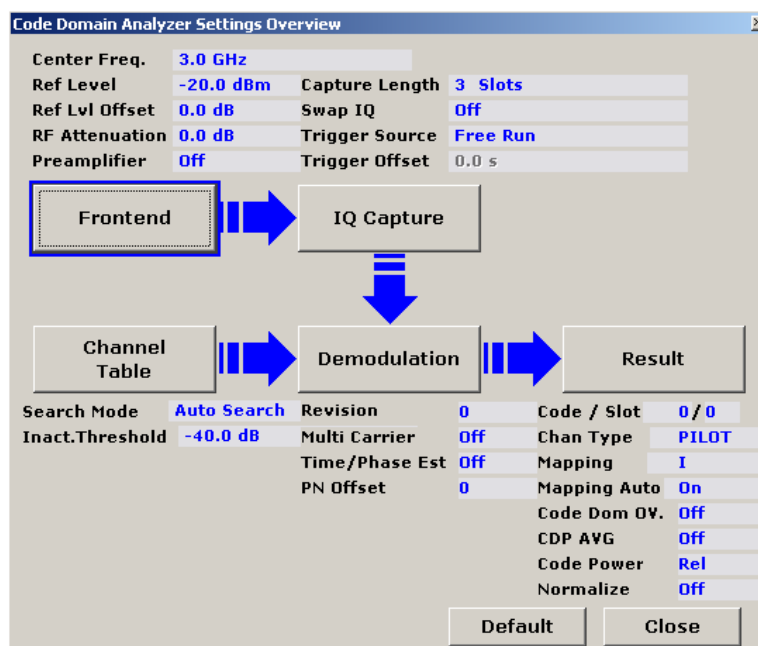 Code Domain Analyzer Settings Overview
Center Freq. 3.0 GHz
Ref Level -20.0 dBm Capture Length 3 Slots
Ref Lvl Offset 0.0 dB Swap IQ Off
RF Attenuation 0.0 dB Trigger Source Free Run
Preamplifier Off Trigger Offset 0.0 s
Frontend IQ Capture
Channel Table Demodulation Result
Search Mode Auto Search Revision 0 Code / Slot 0/0
Inact.Threshold -40.0 dB Multi Carrier Off Chan Type PILOT
Time/Phase Est Off Mapping I
PN Offset 0 Mapping Auto On
Code Dom OV. Off
CDP AVG Off
Code Power Rel
Normalize Off
Default Close